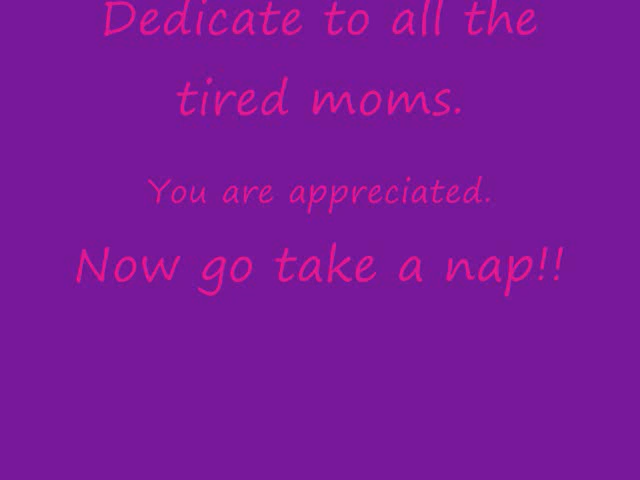 Dedicate to all the
tired moms.
You are appreciated.
Now go take a nap!!